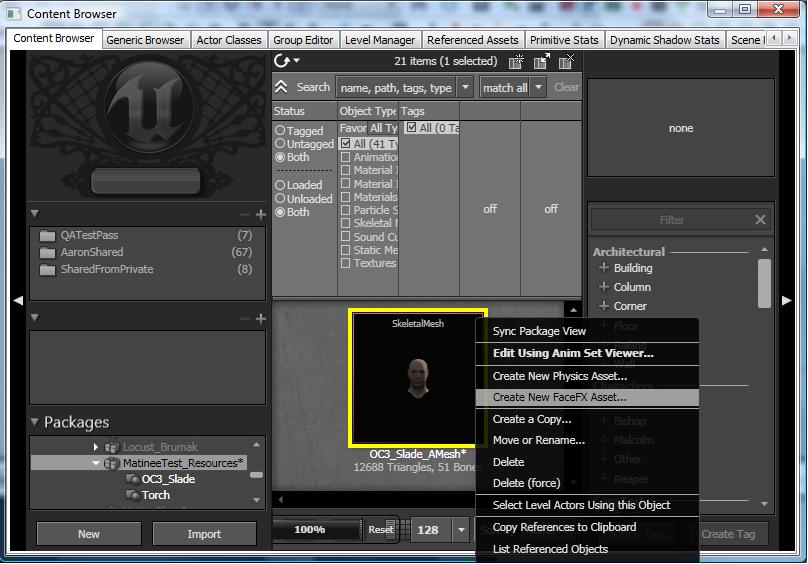 Content Browser
Content Browser
Generic Browser
Actor Classes
Group Editor
Level Manager
Referenced Assets
Primitive Stats
Dynamic Shadow Stats
Scene
21 items (1 selected)
Search
name, path, tags, type
match all
Clear
Status
Object Type
Tags
Tagged
Untagged
Both
Loaded
Unloaded
Both
Favor
All Ty
All (41 Ty
Animation
Material I
Material I
Materials
Particle S
Skeletal M
Sound Cu
Static Me
Textures
All (0 Ta
off
off
none
QATestPass (7)
AaronShared (67)
SharedFromPrivate (8)
Filter
Architectural
Building
Column
Corner
Floor
Railing
Wall
Characters
Bishop
Malcolm
Other
Reaper
SkeletalMesh
OC3_Slade_AMesh*
12688 Triangles, 51 Bones
Sync Package View
Edit Using Anim Set Viewer...
Create New Physics Asset...
Create New FaceFX Asset...
Create a Copy...
Move or Rename...
Delete
Delete (force)
Select Level Actors Using this Object
Copy References to Clipboard
List Referenced Objects
Packages
Locust_Brumak
MatineeTest_Resources*
OC3_Slade
Torch
New
Import
100%
Reset
128
Create Tag